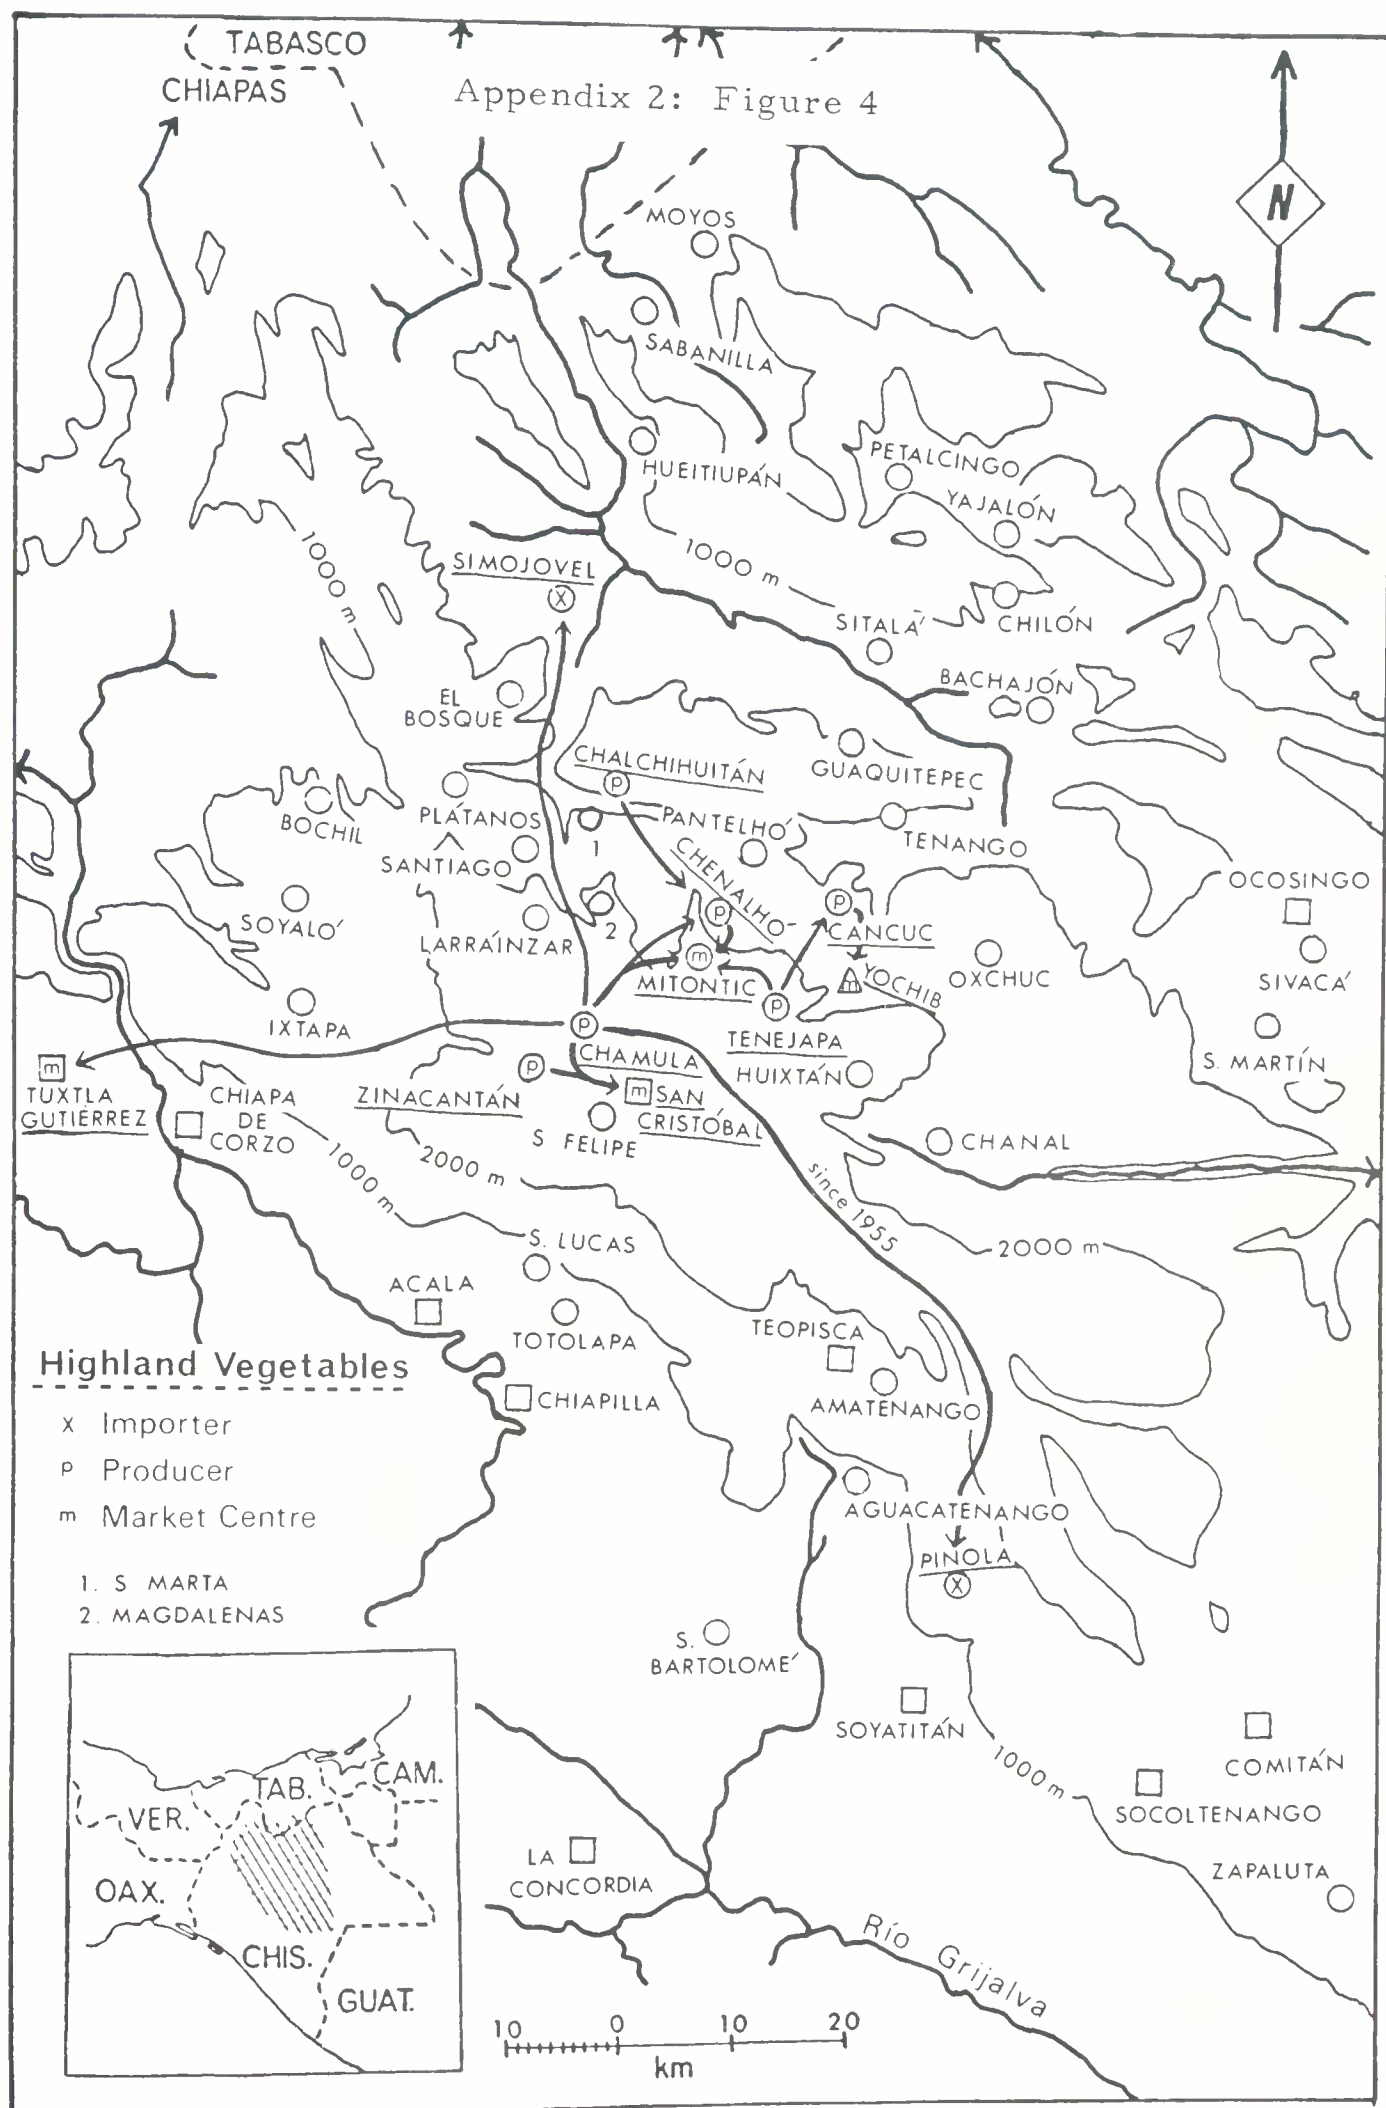 TABASCO
CHIAPAS
Appendix 2: Figure 4
N
MOYOS
SABANILLA
HUEITIUPÁN
PETALCINGO
YAJALÓN
1000 m
1000 m
SIMOJOVEL
X
SITALÁ
CHILÓN
BACHAJÓN
EL
BOSQUE
CHALCHIHUITÁN
p
GUAQUITEPEC
BOCHIL
PLÁTANOS
1
PANTELHÓ
TENANGO
SANTIAGO
CHENALHÓ
OCOSINGO
SOYALÓ
LARRAÍNZAR
2
p
p
CANCUC
m
MITONTIC
m
YOCHIB
OXCHUC
SIVACÁ
IXTAPA
p
p
TENEJAPA
S. MARTÍN
m
TUXTLA
GUTIÉRREZ
CHIAPA
DE
CORZO
CHAMULA
p
ZINACANTÁN
m SAN
CRISTÓBAL
HUIXTÁN
S FELIPE
CHANAL
1000 m
2000 m
since 1955
2000 m
S. LUCAS
ACALA
TOTOLAPA
TEOPISCA
CHIAPILLA
AMATENANGO
Highland Vegetables
X Importer
p Producer
m Market Centre
1. S MARTA
2. MAGDALENAS
AGUACATENANGO
PINOLA
X
S.
BARTOLOMÉ
SOYATITÁN
1000 m
COMITÁN
SOCOLTENANGO
ZAPALUTA
LA
CONCORDIA
Río Grijalva
CAM.
TAB.
VER.
OAX.
CHIS.
GUAT.
10 0 10 20
km